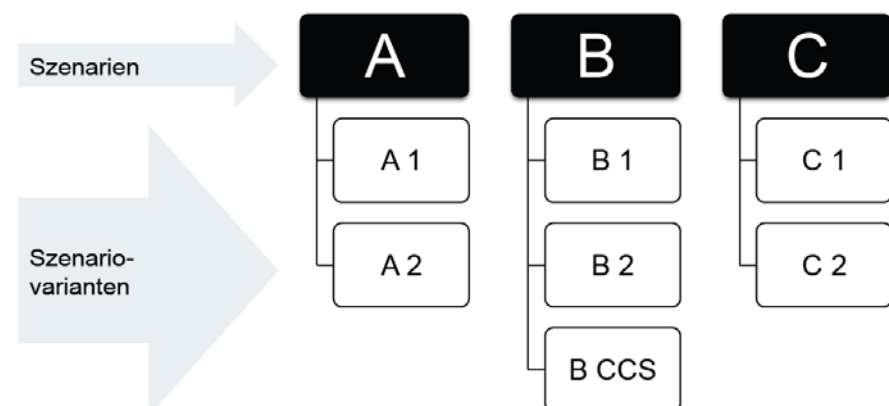 Szenarien
A
B
C
A 1
B 1
C 1
Szenario-
varianten
A 2
B 2
C 2
B CCS